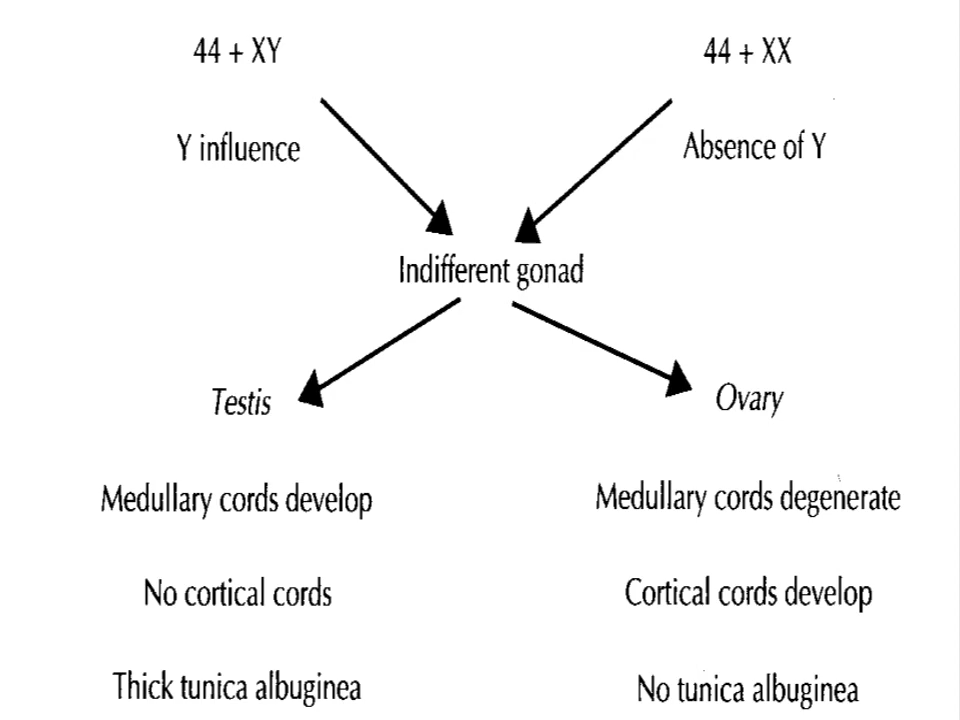 44 + XY
44 + XX
Y influence
Absence of Y
Indifferent gonad
Testis
Ovary
Medullary cords develop
Medullary cords degenerate
No cortical cords
Cortical cords develop
Thick tunica albuginea
No tunica albuginea